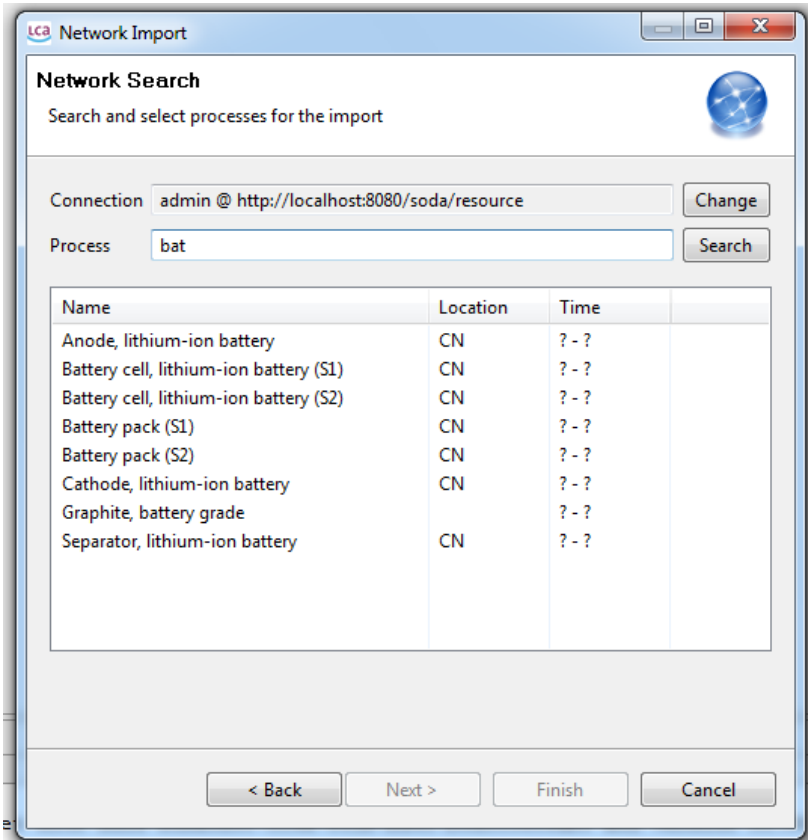 LCa Network Import
Network Search
Search and select processes for the import
Connection admin @ http://localhost:8080/soda/resource Change
Process bat Search
Name Location Time
Anode, lithium-ion battery CN ? - ?
Battery cell, lithium-ion battery (S1) CN ? - ?
Battery cell, lithium-ion battery (S2) CN ? - ?
Battery pack (S1) CN ? - ?
Battery pack (S2) CN ? - ?
Cathode, lithium-ion battery CN ? - ?
Graphite, battery grade ? - ?
Separator, lithium-ion battery CN ? - ?
< Back Next > Finish Cancel